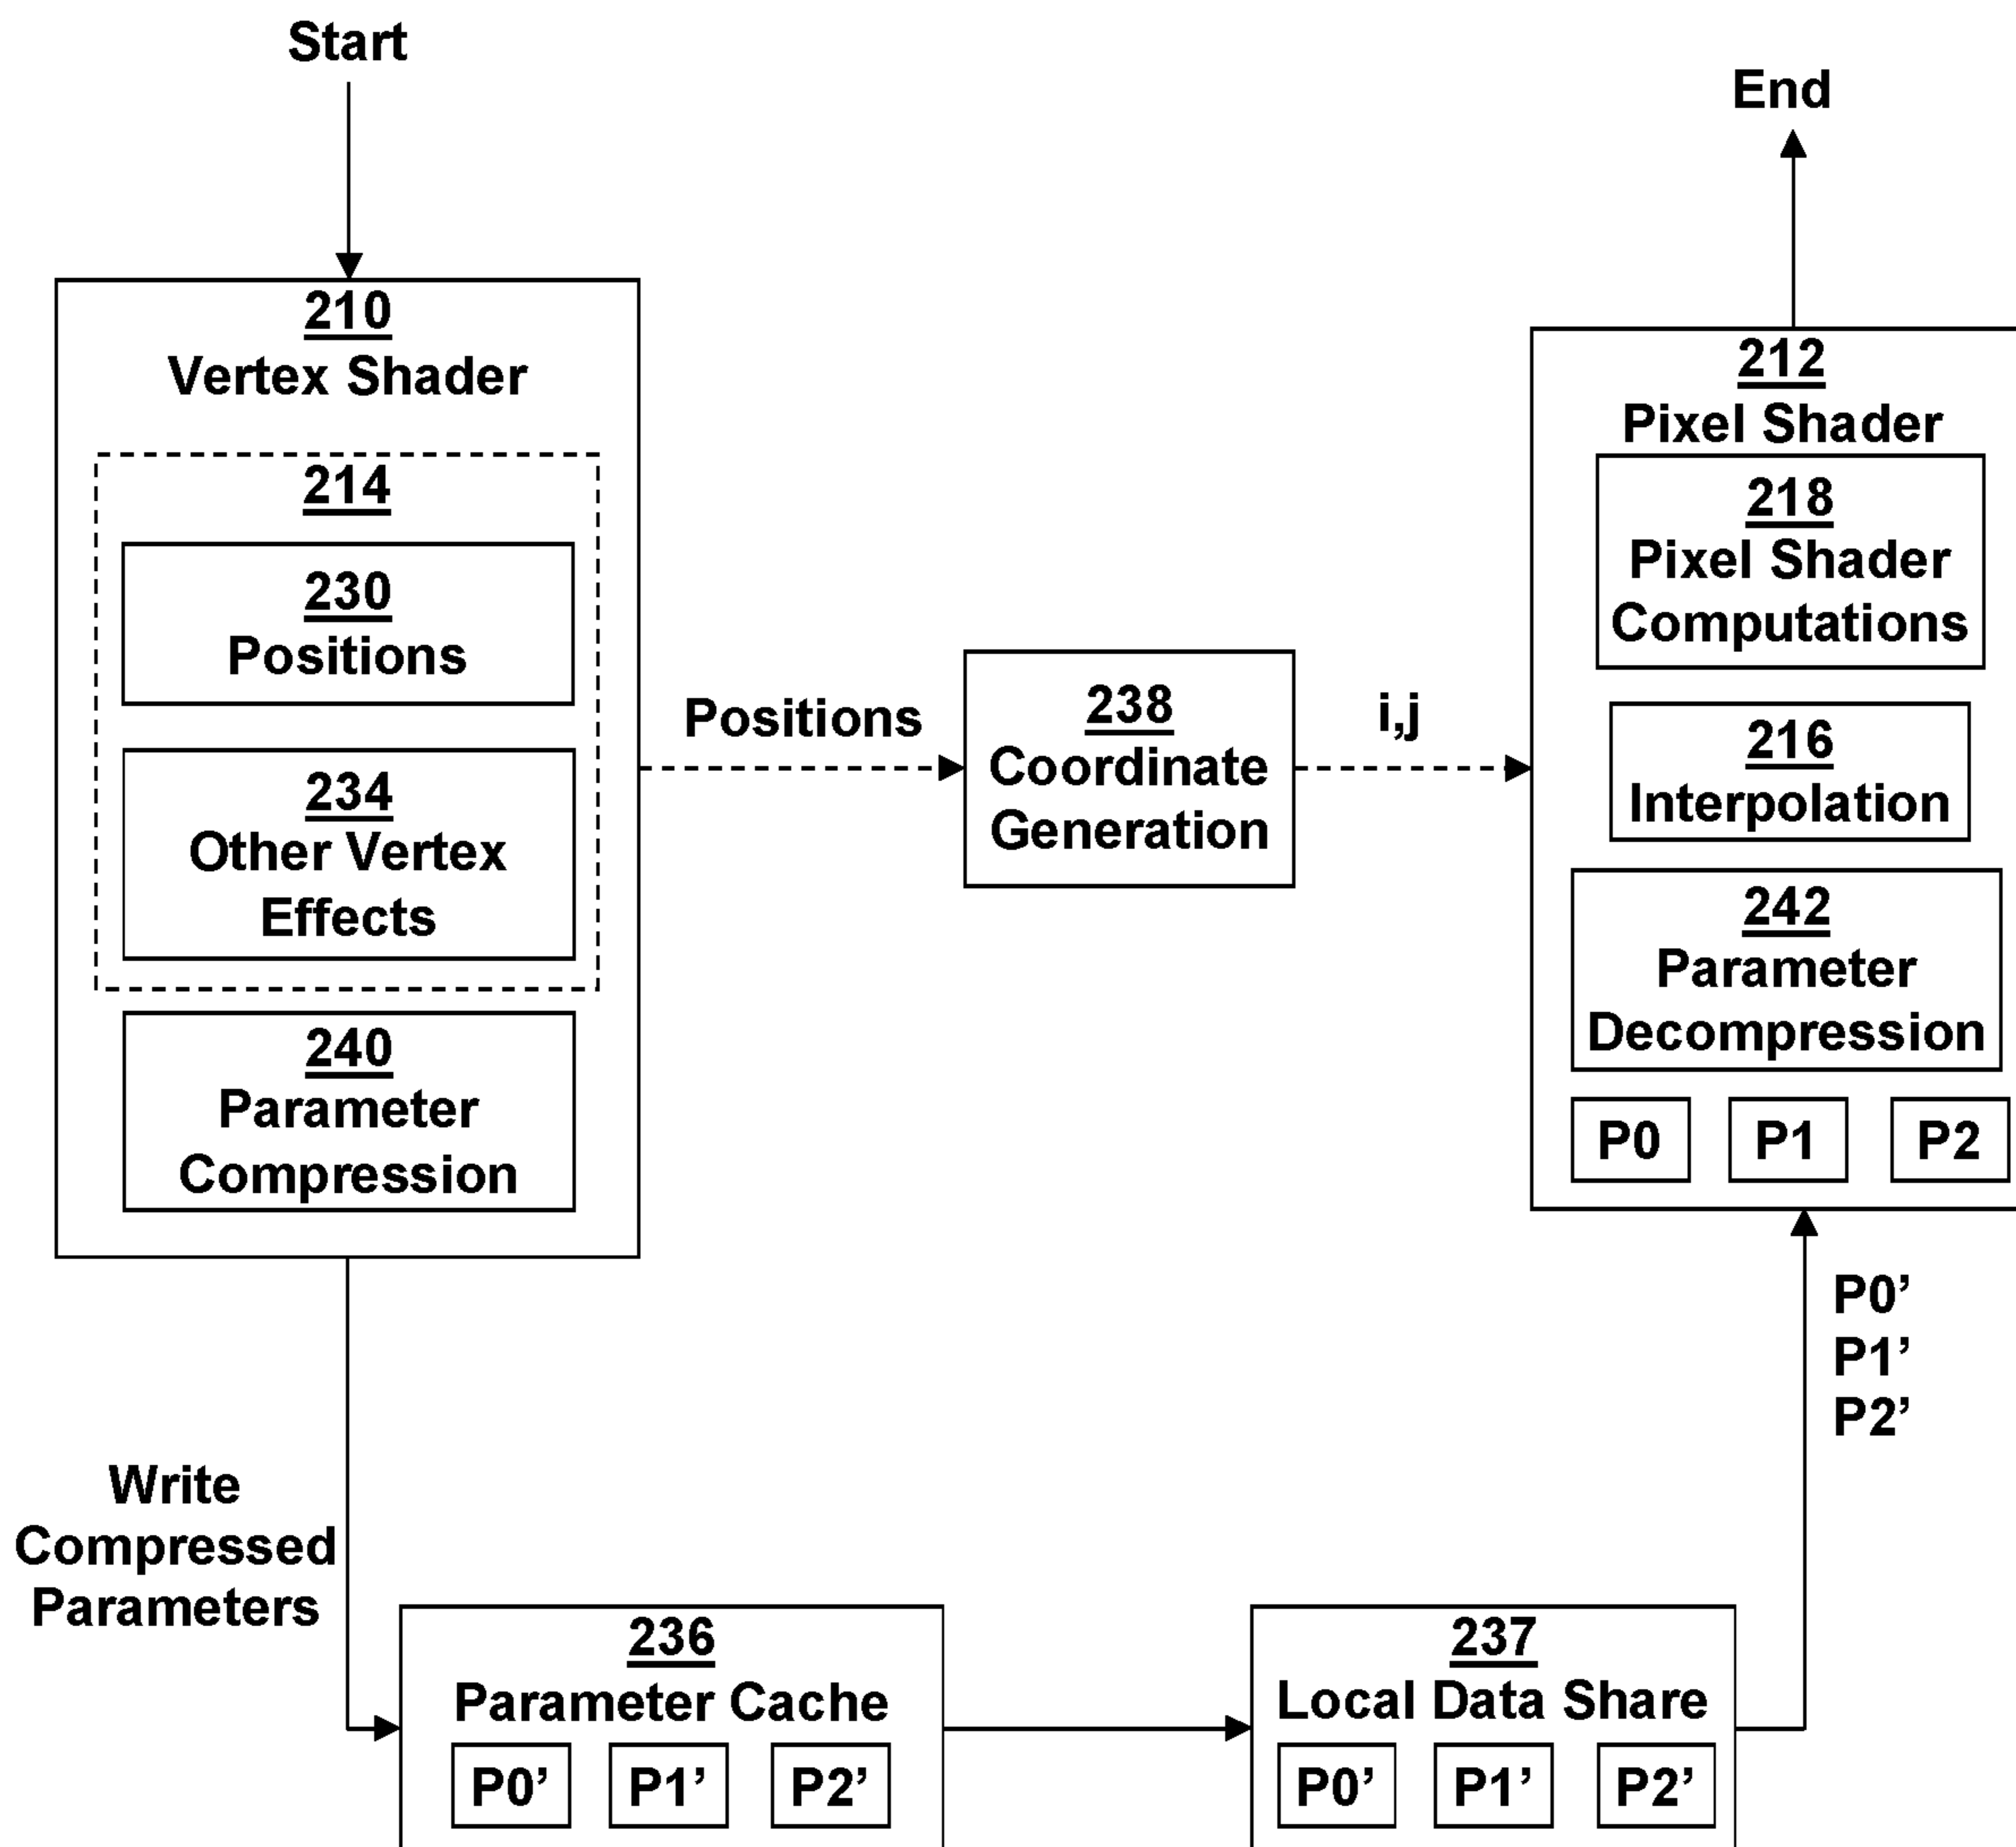 Start
End
210
Vertex Shader
214
230
Positions
234
Other Vertex
Effects
240
Parameter
Compression
Positions
238
Coordinate
Generation
i,j
212
Pixel Shader
218
Pixel Shader
Computations
216
Interpolation
242
Parameter
Decompression
P0 P1 P2
P0’
P1’
P2’
Write
Compressed
Parameters
236
Parameter Cache
P0’ P1’ P2’
237
Local Data Share
P0’ P1’ P2’